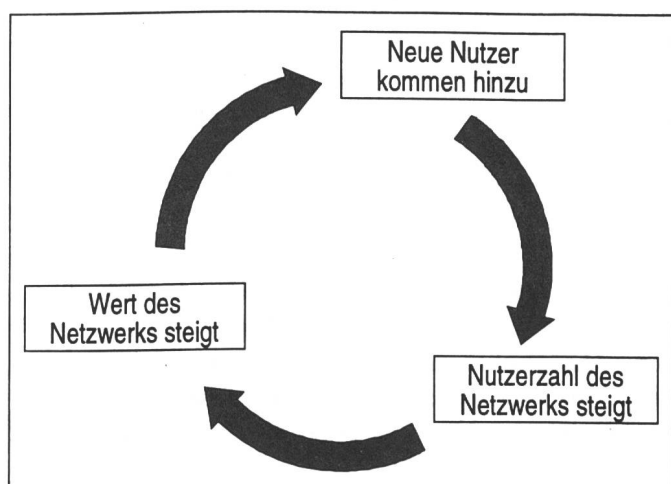 Neue Nutzer
kommen hinzu
Nutzerzahl des
Netzwerks steigt
Wert des
Netzwerks steigt